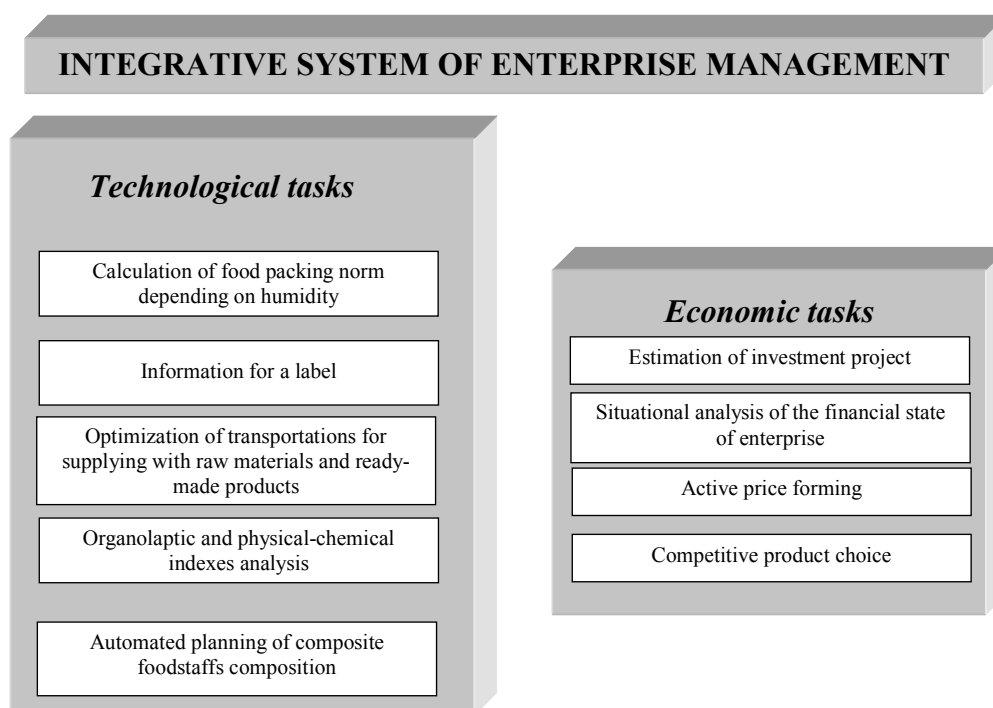 INTEGRATIVE SYSTEM OF ENTERPRISE MANAGEMENT
Technological tasks
Calculation of food packing norm
depending on humidity
Information for a label
Optimization of transportations for
supplying with raw materials and ready-
made products
Organolaptic and physical-chemical
indexes analysis
Automated planning of composite
foodstaffs composition
Economic tasks
Estimation of investment project
Situational analysis of the financial state
of enterprise
Active price forming
Competitive product choice